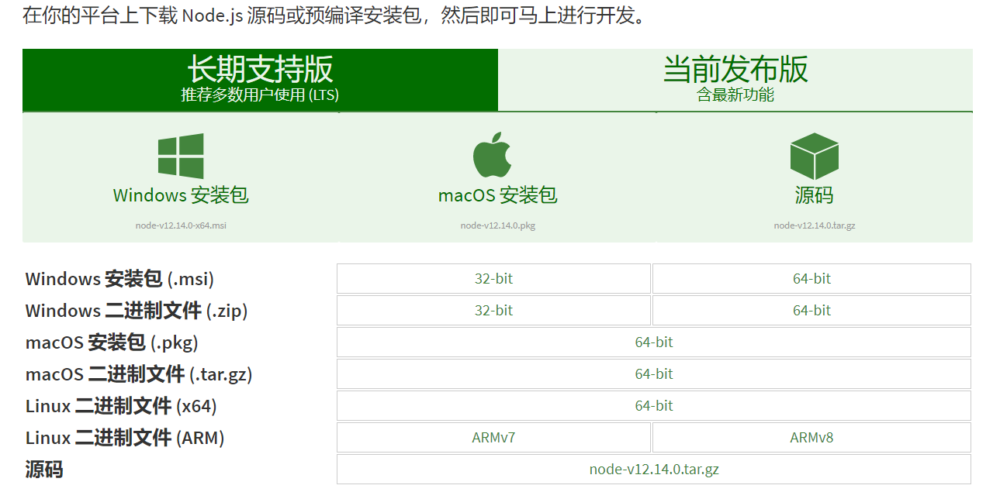 在你的平台上下载 Node.js 源码或预编译安装包，然后即可马上进行开发。
长期支持版
推荐多数用户使用 (LTS)
当前发布版
含最新功能
Windows 安装包
node-v12.14.0-x64.msi
macOS 安装包
node-v12.14.0.pkg
源码
node-v12.14.0.tar.gz
Windows 安装包 (.msi) 32-bit 64-bit
Windows 二进制文件 (.zip) 32-bit 64-bit
macOS 安装包 (.pkg) 64-bit
macOS 二进制文件 (.tar.gz) 64-bit
Linux 二进制文件 (x64) 64-bit
Linux 二进制文件 (ARM) ARMv7 ARMv8
源码 node-v12.14.0.tar.gz